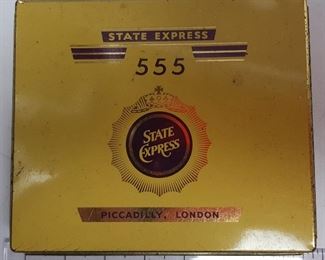 STATE EXPRESS
555
STATE
EXPRESS
PICCADILLY, LONDON